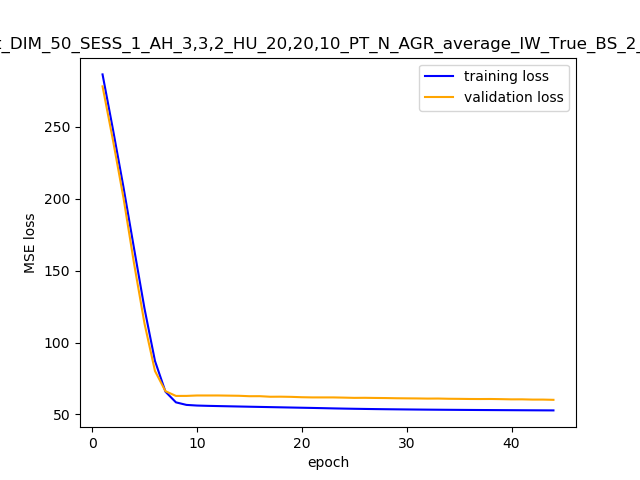 _DIM_50_SESS_1_AH_3,3,2_HU_20,20,10_PT_N_AGR_average_IW_True_BS_2_
training loss
validation loss
MSE loss
250
200
150
100
50
0
10
20
30
40
epoch